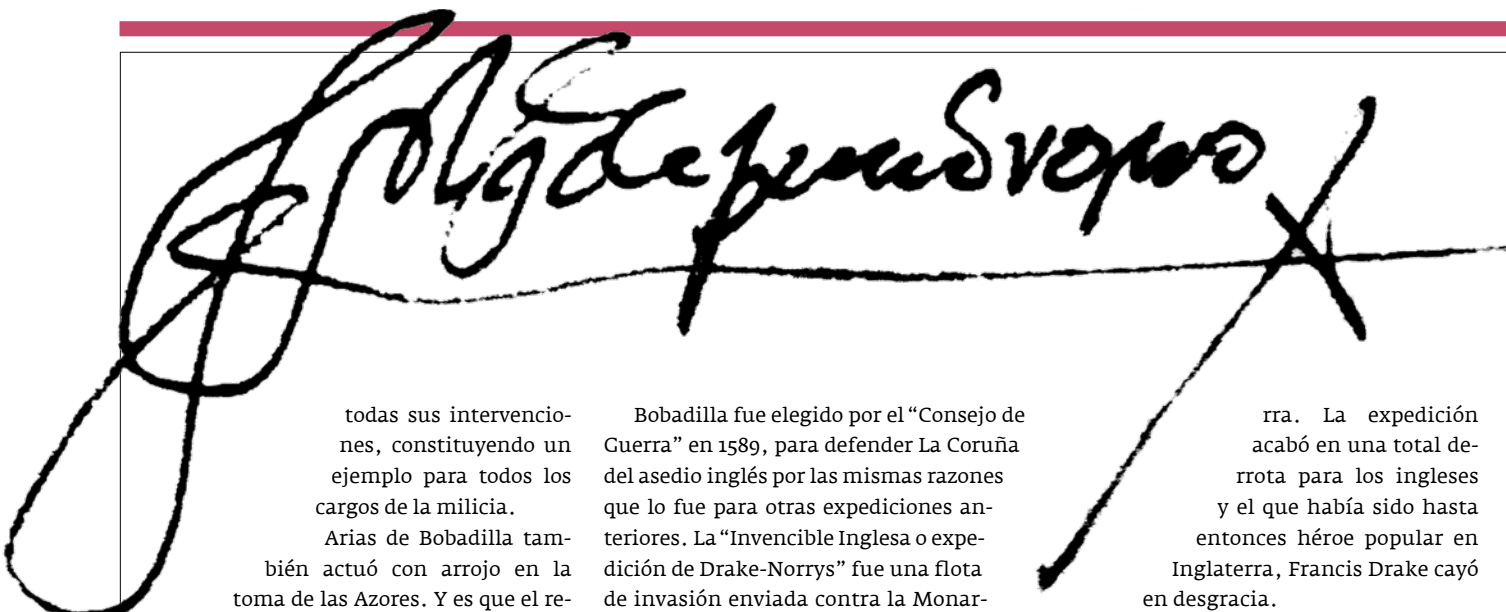 todas sus intervencio-
nes, constituyendo un
ejemplo para todos los
cargos de la milicia.
Arias de Bobadilla tam-
bién actuó con arrojo en la
toma de las Azores. Y es que el re-
Bobadilla fue elegido por el “Consejo de
Guerra” en 1589, para defender La Coruña
del asedio inglés por las mismas razones
que lo fue para otras expediciones an-
teriores. La “Invencible Inglesa o expe-
dición de Drake-Norrys” fue una flota
de invasión enviada contra la Monar-
rra. La expedición
acabó en una total de-
rrota para los ingleses
y el que había sido hasta
entonces héroe popular en
Inglaterra, Francis Drake cayó
en desgracia.